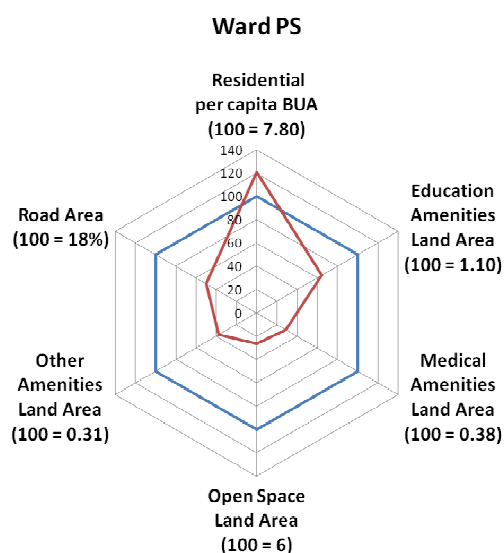 Ward PS
Residential
per capita BUA
(100 = 7.80)
140
120
100
80
60
40
20
0
Education
Amenities
Land Area
(100 = 1.10)
Medical
Amenities
Land Area
(100 = 0.38)
Open Space
Land Area
(100 = 6)
Other
Amenities
Land Area
(100 = 0.31)
Road Area
(100 = 18%)